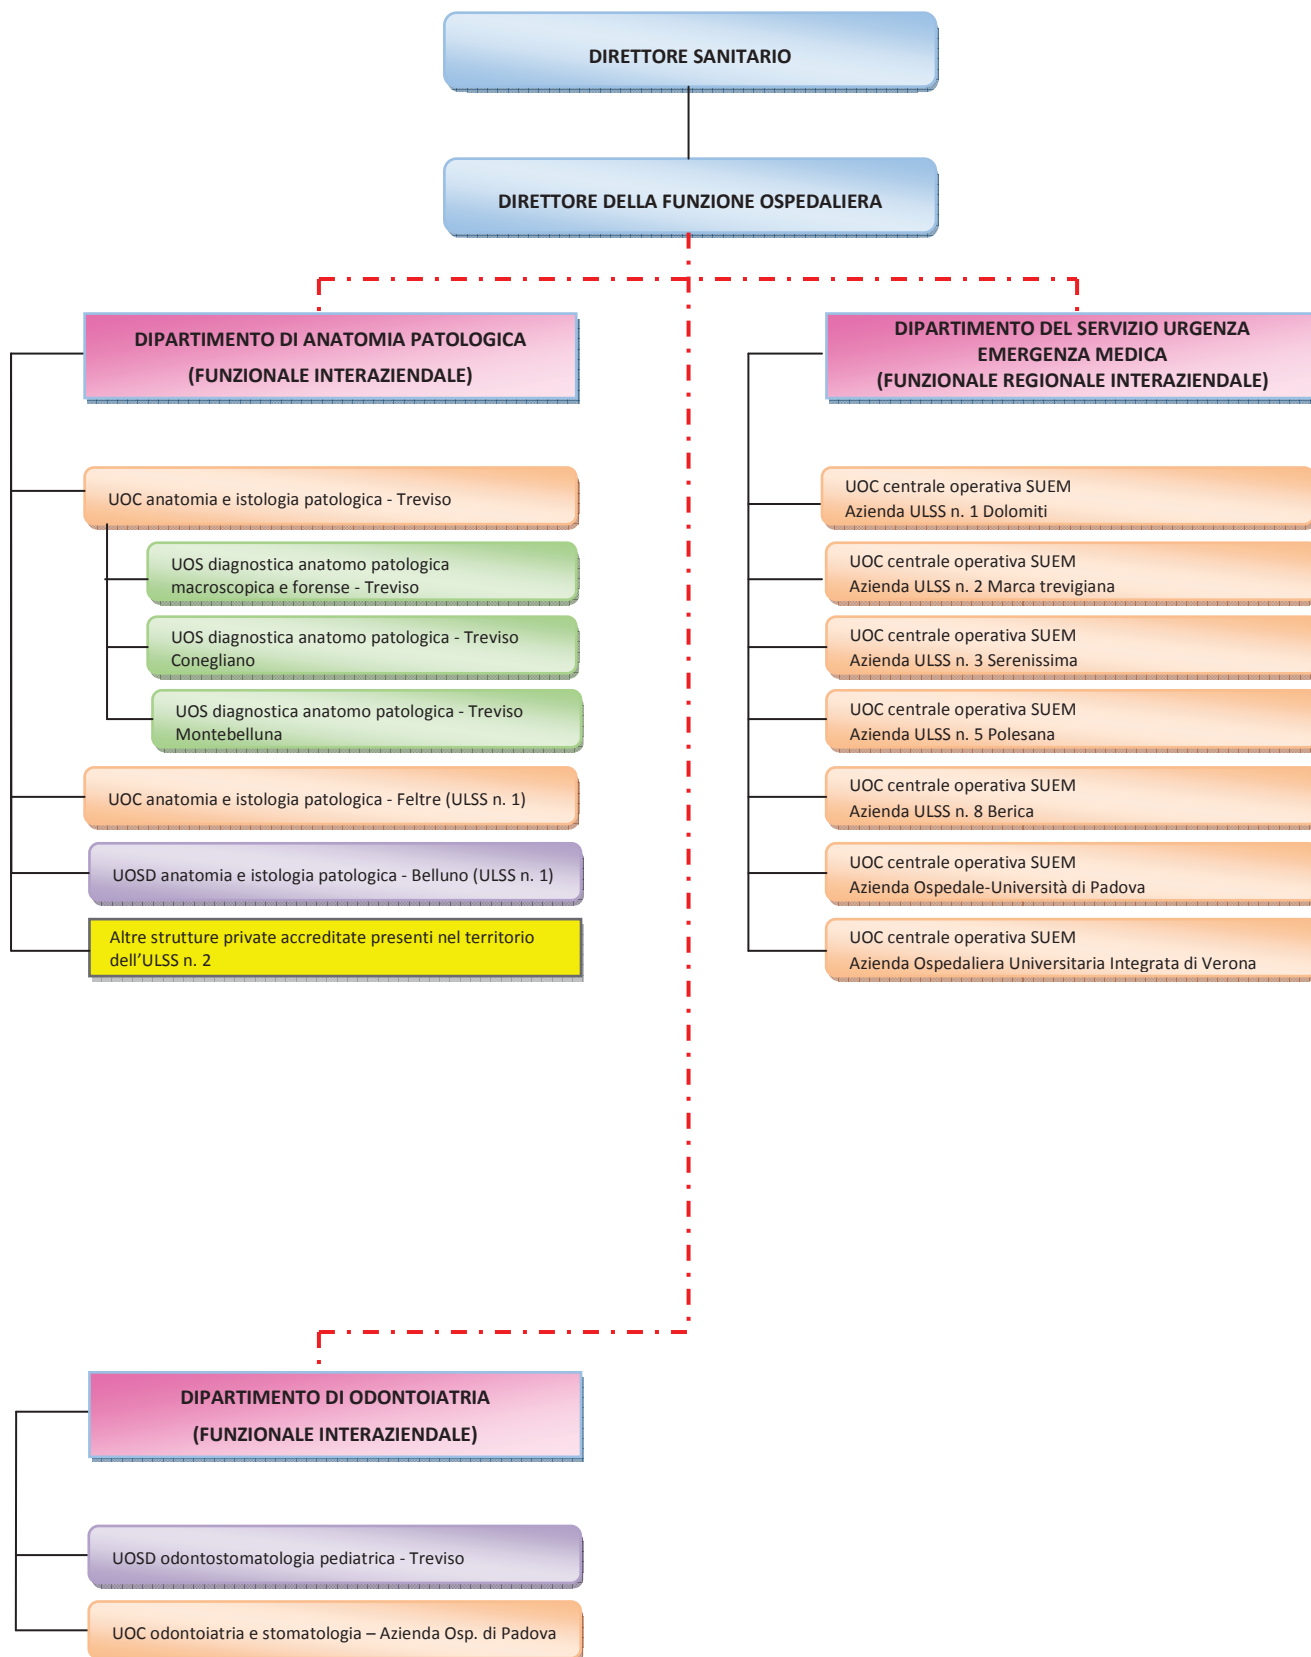 DIRETTORE SANITARIO
DIRETTORE DELLA FUNZIONE OSPEDALIERA
DIPARTIMENTO DI ANATOMIA PATOLOGICA
(FUNZIONALE INTERAZIENDALE)
UOC anatomia e istologia patologica - Treviso
UOS diagnostica anatomo patologica
macroscopica e forense - Treviso
UOS diagnostica anatomo patologica - Treviso
Conegliano
UOS diagnostica anatomo patologica - Treviso
Montebelluna
UOC anatomia e istologia patologica - Feltre (ULSS n. 1)
UOSD anatomia e istologia patologica - Belluno (ULSS n. 1)
Altre strutture private accreditate presenti nel territorio
dell’ULSS n. 2
DIPARTIMENTO DEL SERVIZIO URGENZA
EMERGENZA MEDICA
(FUNZIONALE REGIONALE INTERAZIENDALE)
UOC centrale operativa SUEM
Azienda ULSS n. 1 Dolomiti
UOC centrale operativa SUEM
Azienda ULSS n. 2 Marca trevigiana
UOC centrale operativa SUEM
Azienda ULSS n. 3 Serenissima
UOC centrale operativa SUEM
Azienda ULSS n. 5 Polesana
UOC centrale operativa SUEM
Azienda ULSS n. 8 Berica
UOC centrale operativa SUEM
Azienda Ospedale-Università di Padova
UOC centrale operativa SUEM
Azienda Ospedaliera Universitaria Integrata di Verona
DIPARTIMENTO DI ODONTOIATRIA
(FUNZIONALE INTERAZIENDALE)
UOSD odontostomatologia pediatrica - Treviso
UOC odontoiatria e stomatologia – Azienda Osp. di Padova